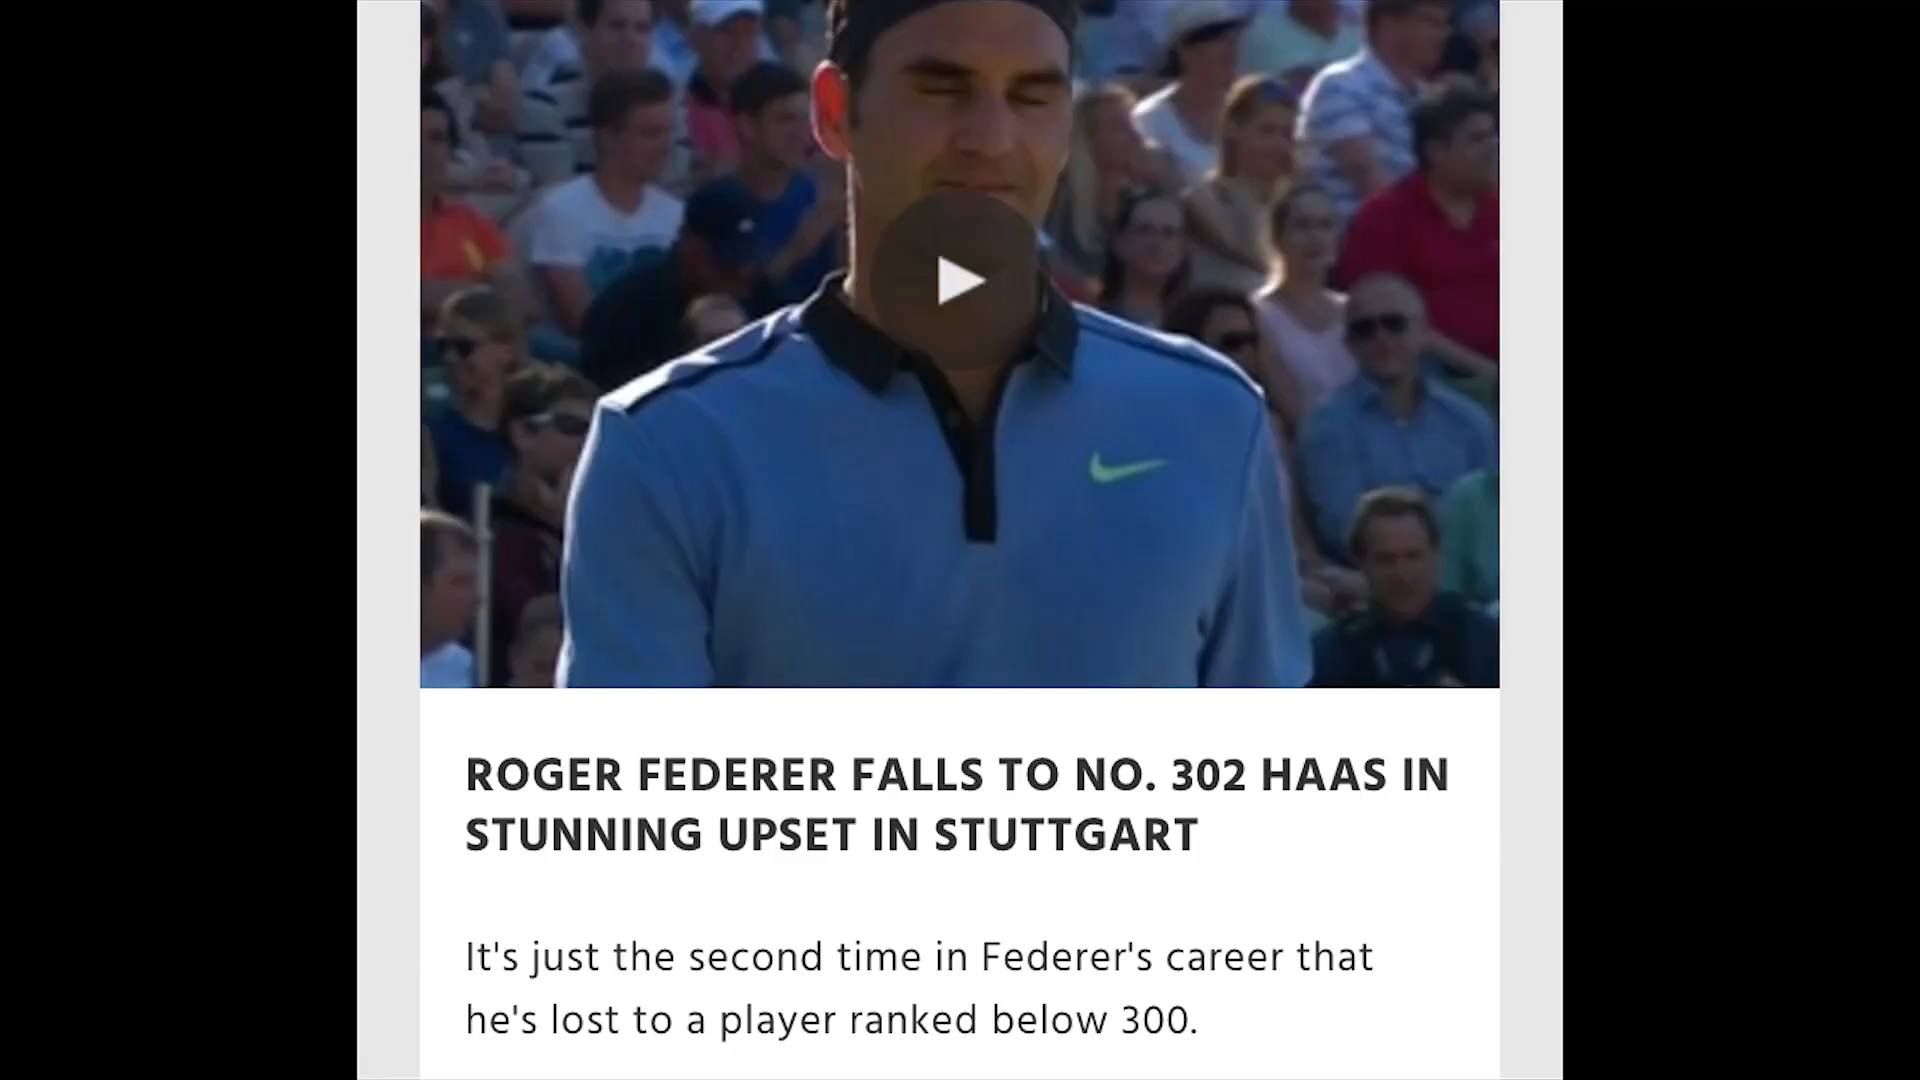 ROGER FEDERER FALLS TO NO. 302 HAAS IN
STUNNING UPSET IN STUTTGART
It's just the second time in Federer's career that
he's lost to a player ranked below 300.